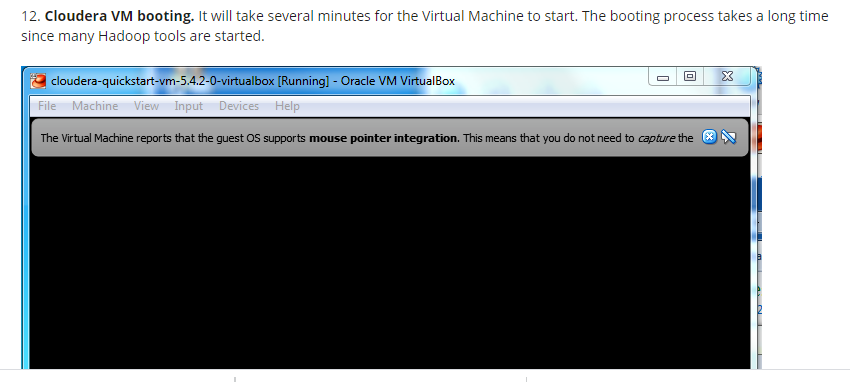 12. Cloudera VM booting. It will take several minutes for the Virtual Machine to start. The booting process takes a long time
since many Hadoop tools are started.
cloudera-quickstart-vm-5.4.2-0-virtualbox [Running] - Oracle VM VirtualBox
File Machine View Input Devices Help
The Virtual Machine reports that the guest OS supports mouse pointer integration. This means that you do not need to capture the